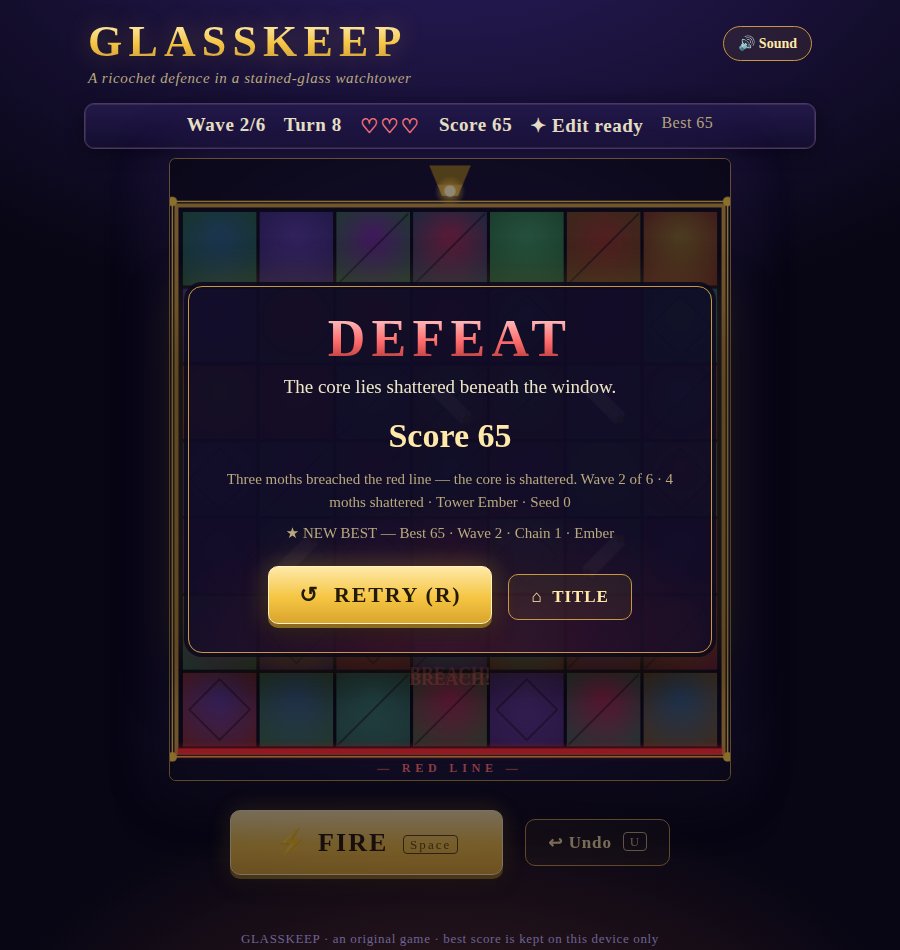 GLASSKEEP
A ricochet defence in a stained-glass watchtower
🔊 Sound
Wave 2/6 Turn 8 ♡♡♡ Score 65 ✦ Edit ready Best 65
DEFEAT
The core lies shattered beneath the window.
Score 65
Three moths breached the red line — the core is shattered. Wave 2 of 6 · 4
moths shattered · Tower Ember · Seed 0
★ NEW BEST — Best 65 · Wave 2 · Chain 1 · Ember
↺ RETRY (R)
⌂ TITLE
BREACH!
— RED LINE —
⚡ FIRE Space
↩ Undo U
GLASSKEEP · an original game · best score is kept on this device only